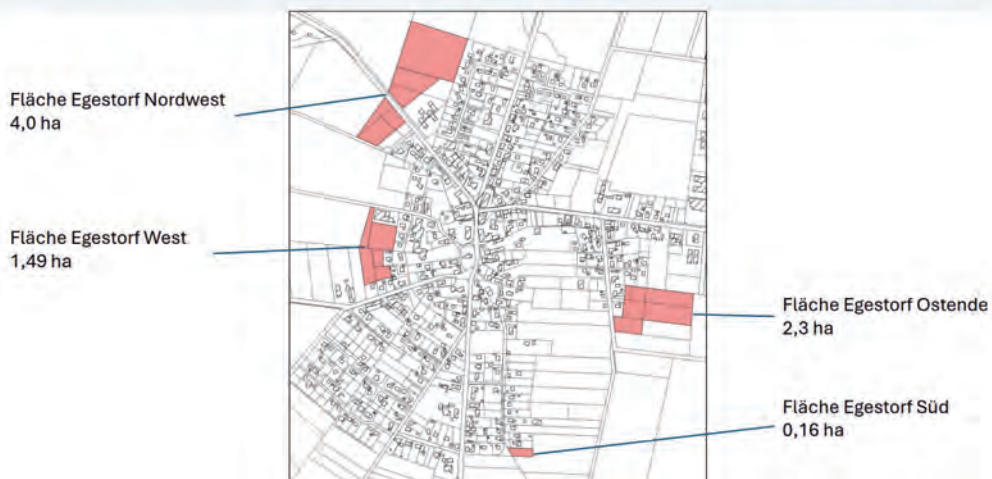 Fläche Egestorf Nordwest
4,0 ha
Fläche Egestorf West
1,49 ha
Fläche Egestorf Ostende
2,3 ha
Fläche Egestorf Süd
0,16 ha